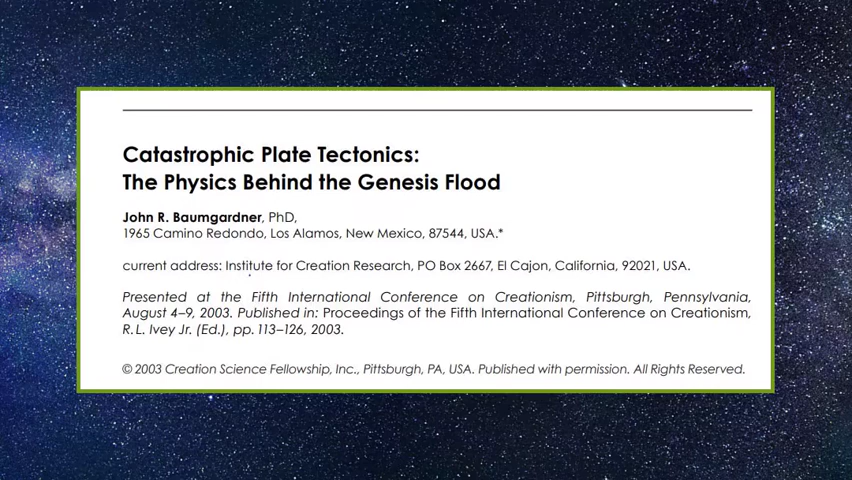 Catastrophic Plate Tectonics:
The Physics Behind the Genesis Flood
John R. Baumgardner, PhD,
1965 Camino Redondo, Los Alamos, New Mexico, 87544, USA.*
current address: Institute for Creation Research, PO Box 2667, El Cajon, California, 92021, USA.
Presented at the Fifth International Conference on Creationism, Pittsburgh, Pennsylvania,
August 4–9, 2003. Published in: Proceedings of the Fifth International Conference on Creationism,
R. L. Ivey Jr. (Ed.), pp. 113–126, 2003.
© 2003 Creation Science Fellowship, Inc., Pittsburgh, PA, USA. Published with permission. All Rights Reserved.